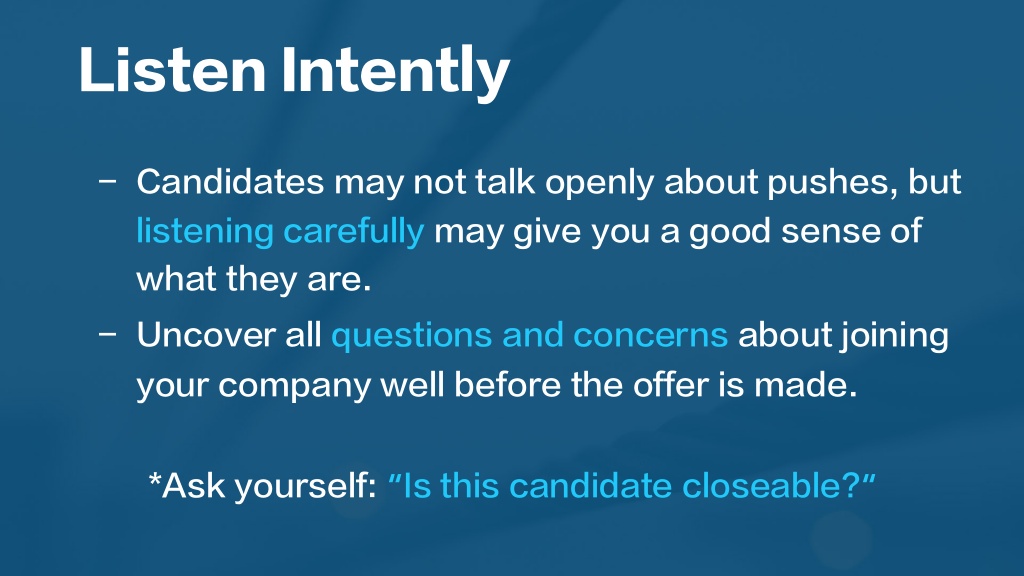 Listen Intently
– Candidates may not talk openly about pushes, but
listening carefully may give you a good sense of
what they are.
– Uncover all questions and concerns about joining
your company well before the offer is made.
*Ask yourself: “Is this candidate closeable?”